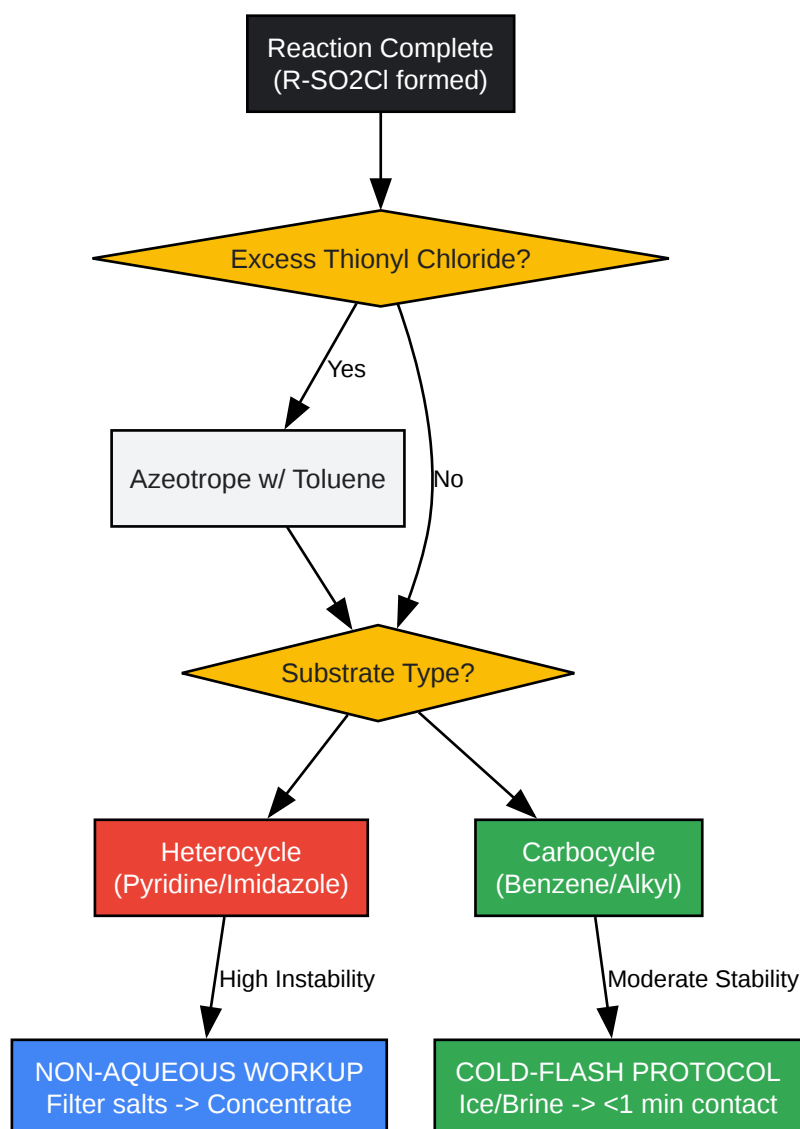 Reaction Complete
(R-SO2Cl formed)
Excess Thionyl Chloride?
Yes
Azeotrope w/ Toluene
No
Substrate Type?
Heterocycle
(Pyridine/Imidazole)
Carbocycle
(Benzene/Alkyl)
High Instability
Moderate Stability
NON-AQUEOUS WORKUP
Filter salts -> Concentrate
COLD-FLASH PROTOCOL
Ice/Brine -> <1 min contact